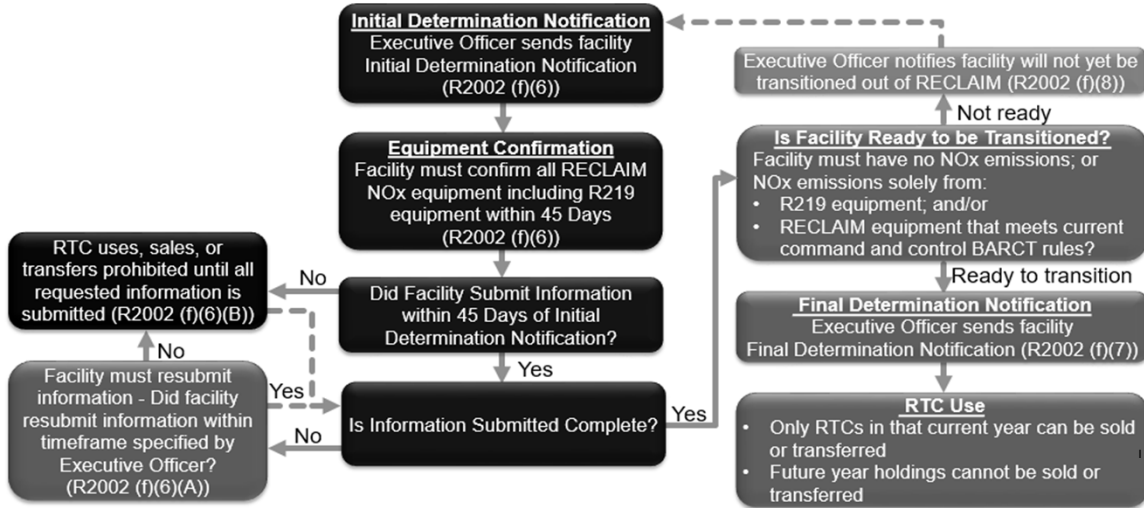 Initial Determination Notification
Executive Officer sends facility
Initial Determination Notification
(R2002 (f)(6))
Equipment Confirmation
Facility must confirm all RECLAIM
NOx equipment including R219
equipment within 45 Days
(R2002 (f)(6))
Did Facility Submit Information
within 45 Days of Initial
Determination Notification?
No
Yes
RTC uses, sales, or
transfers prohibited until all
requested information is
submitted (R2002 (f)(6)(B))
No
Facility must resubmit
information - Did facility
resubmit information within
timeframe specified by
Executive Officer?
(R2002 (f)(6)(A))
Yes
No
Is Information Submitted Complete?
Yes
Executive Officer notifies facility will not yet be
transitioned out of RECLAIM (R2002 (f)(8))
Not ready
Is Facility Ready to be Transitioned?
Facility must have no NOx emissions; or
NOx emissions solely from:
• R219 equipment; and/or
• RECLAIM equipment that meets current
command and control BARCT rules?
Ready to transition
Final Determination Notification
Executive Officer sends facility
Final Determination Notification (R2002 (f)(7))
RTC Use
• Only RTCs in that current year can be sold
or transferred
• Future year holdings cannot be sold or
transferred